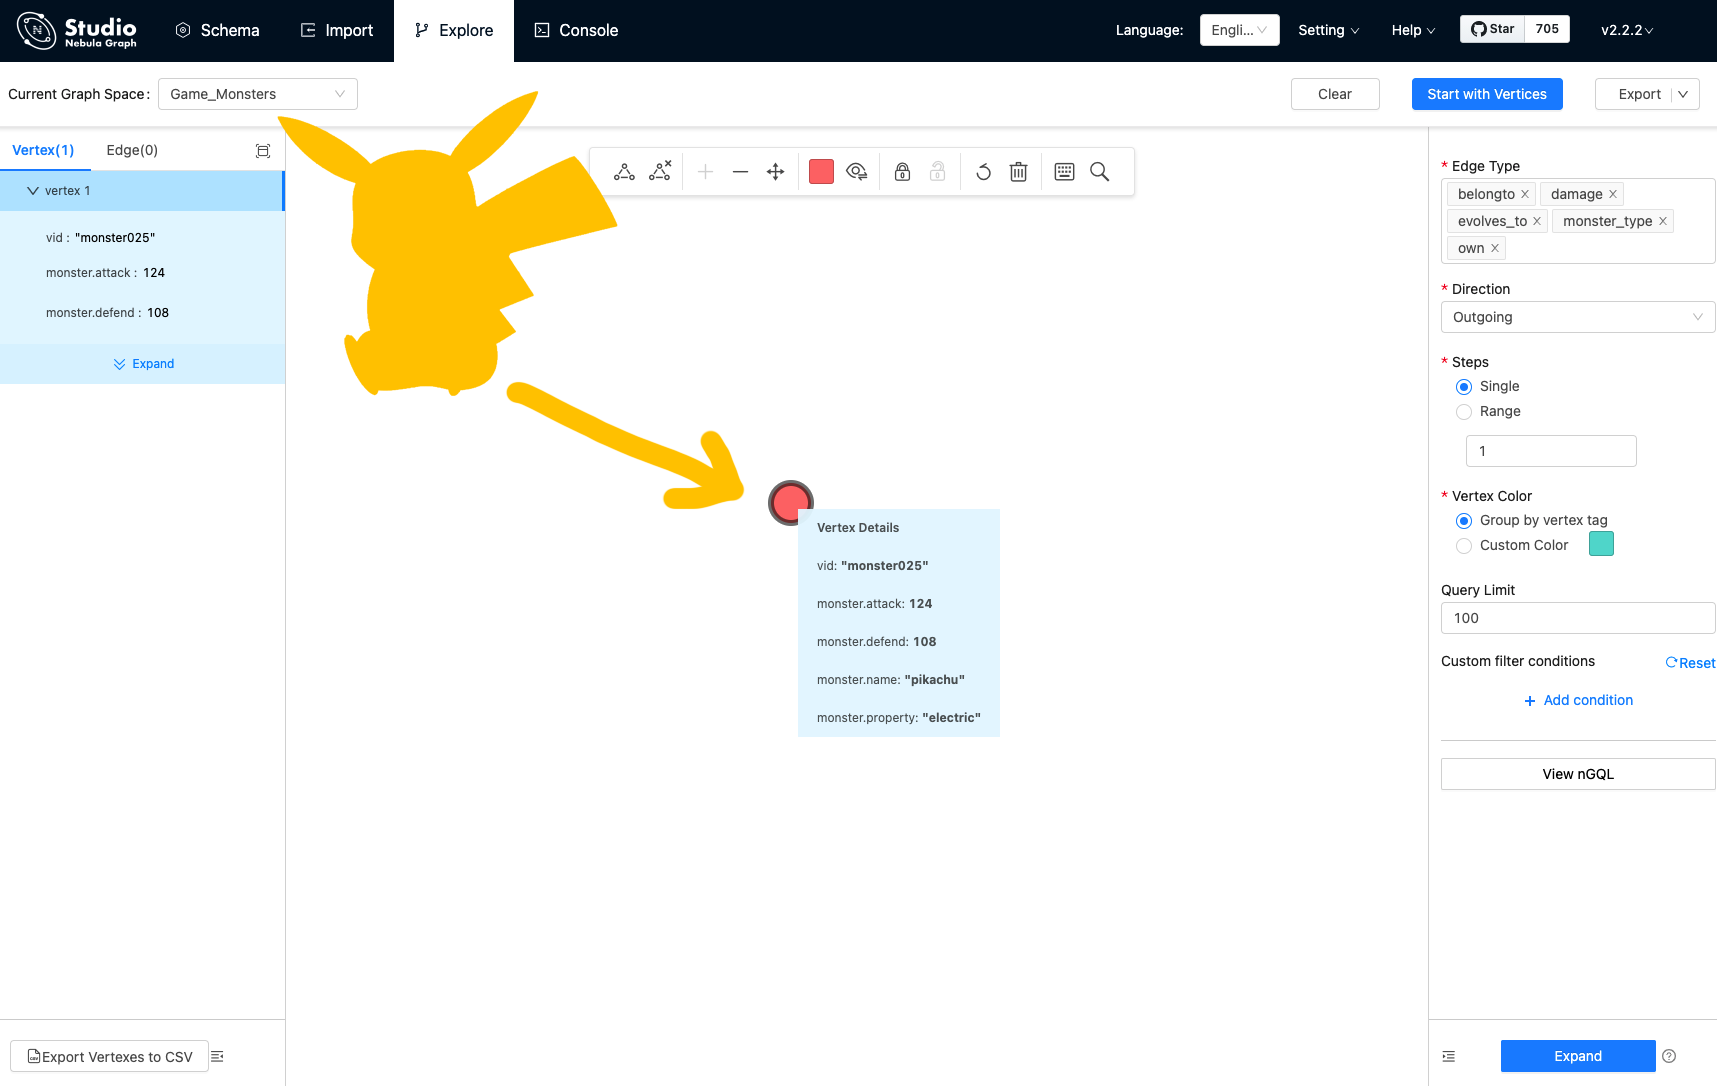 Studio
Nebula Graph
Schema
Import
Explore
Console
Language:
Engli...
Setting
Help
Star
705
v2.2.2
Current Graph Space:
Game_Monsters
Clear
Start with Vertices
Export
Vertex(1)
Edge(0)
vertex 1
vid : "monster025"
monster.attack : 124
monster.defend : 108
Expand
Vertex Details
vid: "monster025"
monster.attack: 124
monster.defend: 108
monster.name: "pikachu"
monster.property: "electric"
* Edge Type
belongto
damage
evolves_to
monster_type
own
* Direction
Outgoing
* Steps
Single
Range
1
* Vertex Color
Group by vertex tag
Custom Color
Query Limit
100
Custom filter conditions
Reset
+ Add condition
View nGQL
Export Vertexes to CSV
Expand